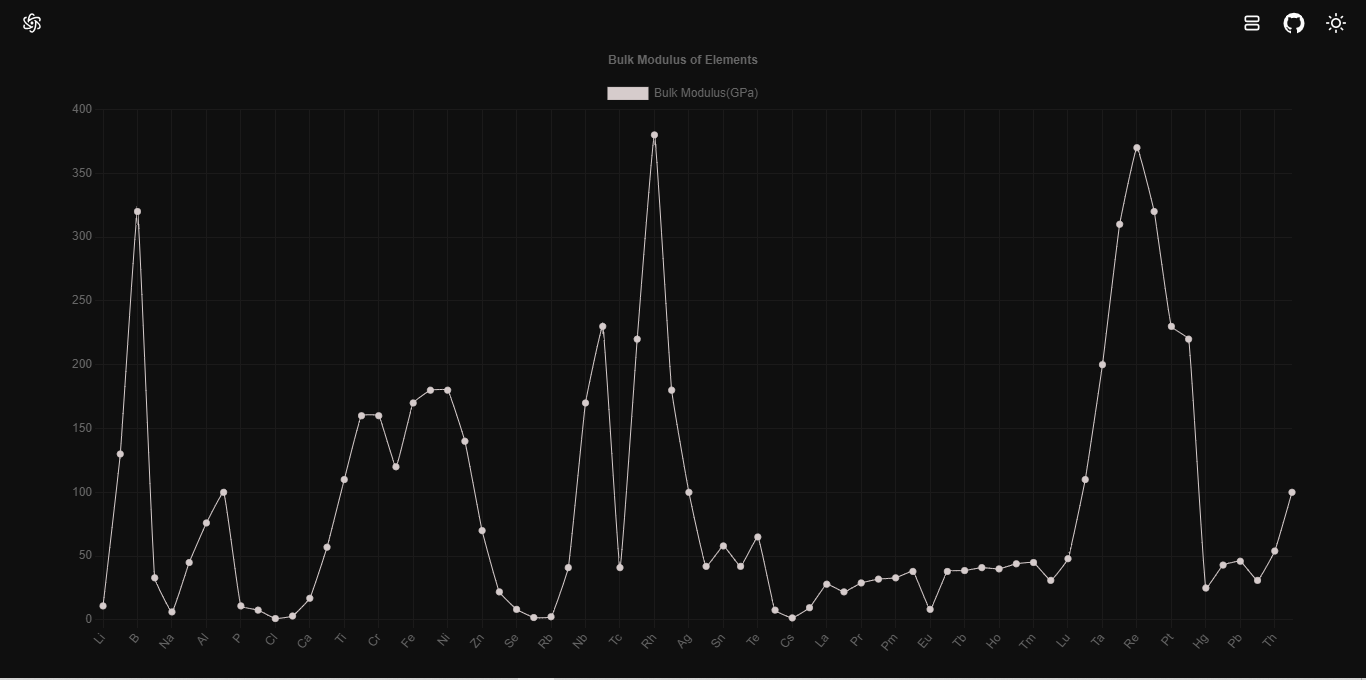 Bulk Modulus of Elements
Bulk Modulus(GPa)
400
350
300
250
200
150
100
50
0
Li
B
Na
Al
P
Cl
Ca
Ti
Cr
Fe
Ni
Zn
Se
Rb
Nb
Tc
Rh
Ag
Sn
Te
Cs
La
Pr
Pm
Eu
Tb
Ho
Tm
Lu
Ta
Re
Pt
Hg
Pb
Th